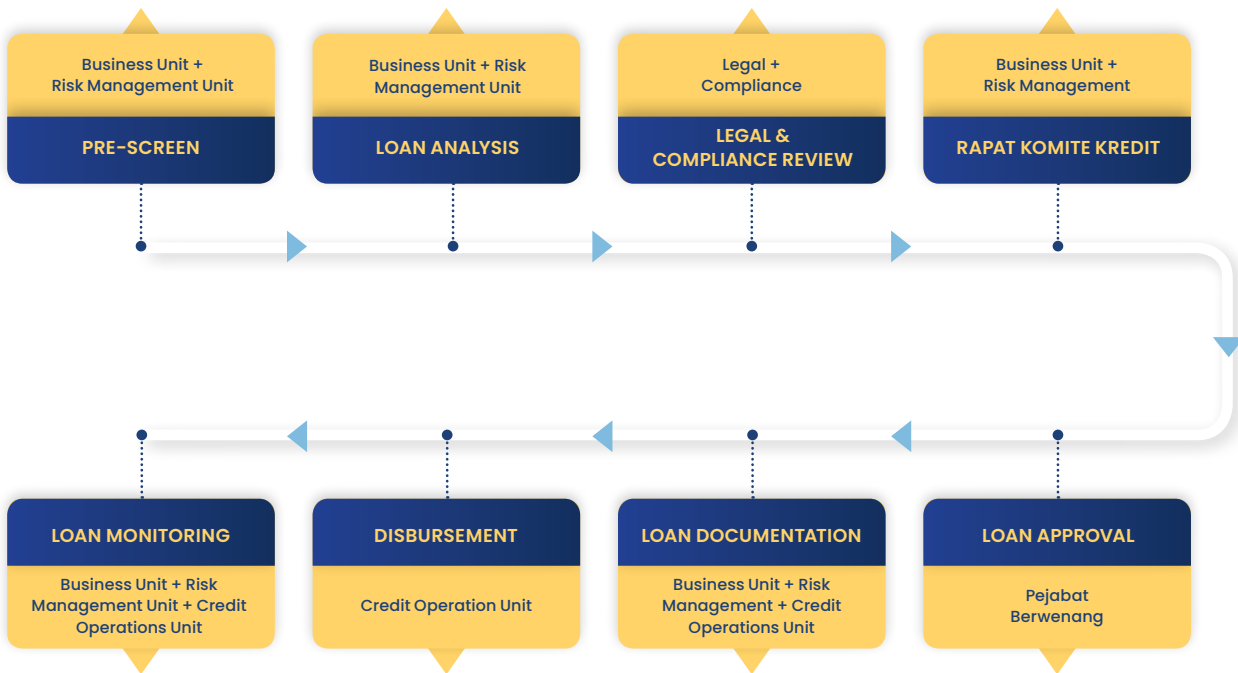 Business Unit +
Risk Management Unit
PRE-SCREEN
Business Unit + Risk
Management Unit
LOAN ANALYSIS
Legal +
Compliance
LEGAL &
COMPLIANCE REVIEW
Business Unit +
Risk Management
RAPAT KOMITE KREDIT
LOAN APPROVAL
Pejabat
Berwenang
LOAN DOCUMENTATION
Business Unit + Risk
Management + Credit
Operations Unit
DISBURSEMENT
Credit Operation Unit
LOAN MONITORING
Business Unit + Risk
Management Unit + Credit
Operations Unit